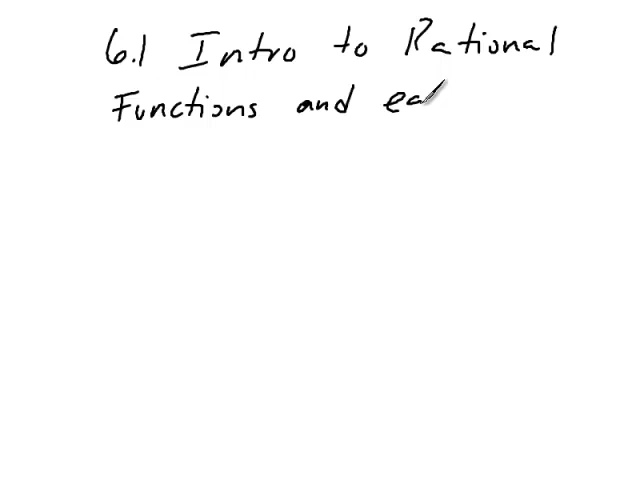 6.1 Intro to Rational
Functions and